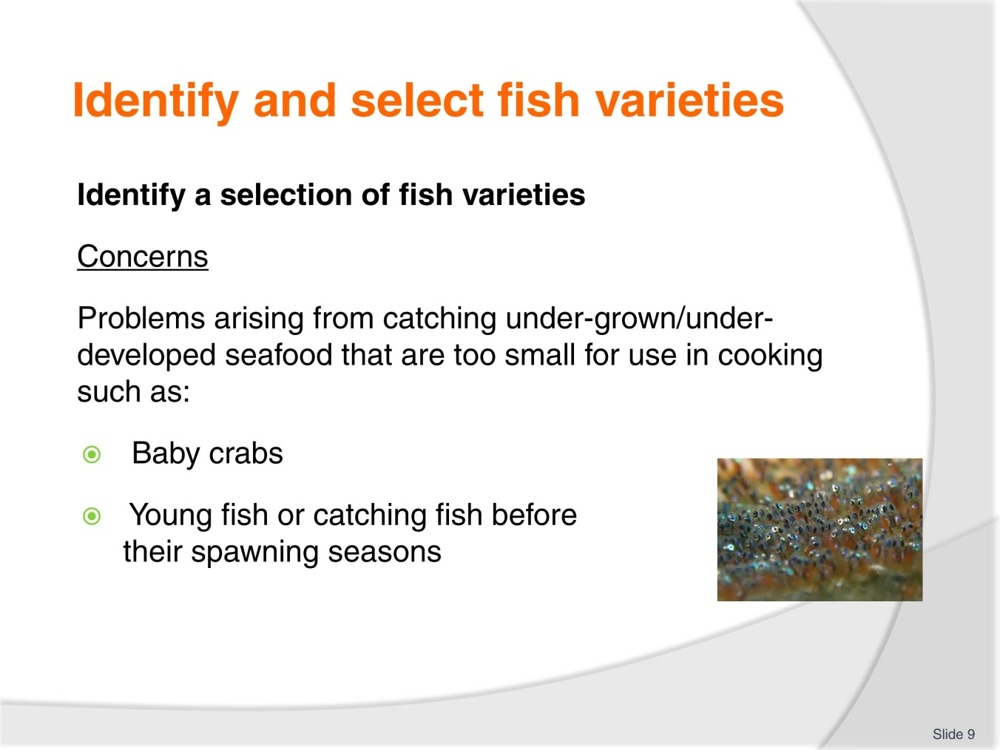 Identify and select fish varieties
Identify a selection of fish varieties
Concerns
Problems arising from catching under-grown/under-
developed seafood that are too small for use in cooking
such as:
Baby crabs
Young fish or catching fish before
their spawning seasons
Slide 9